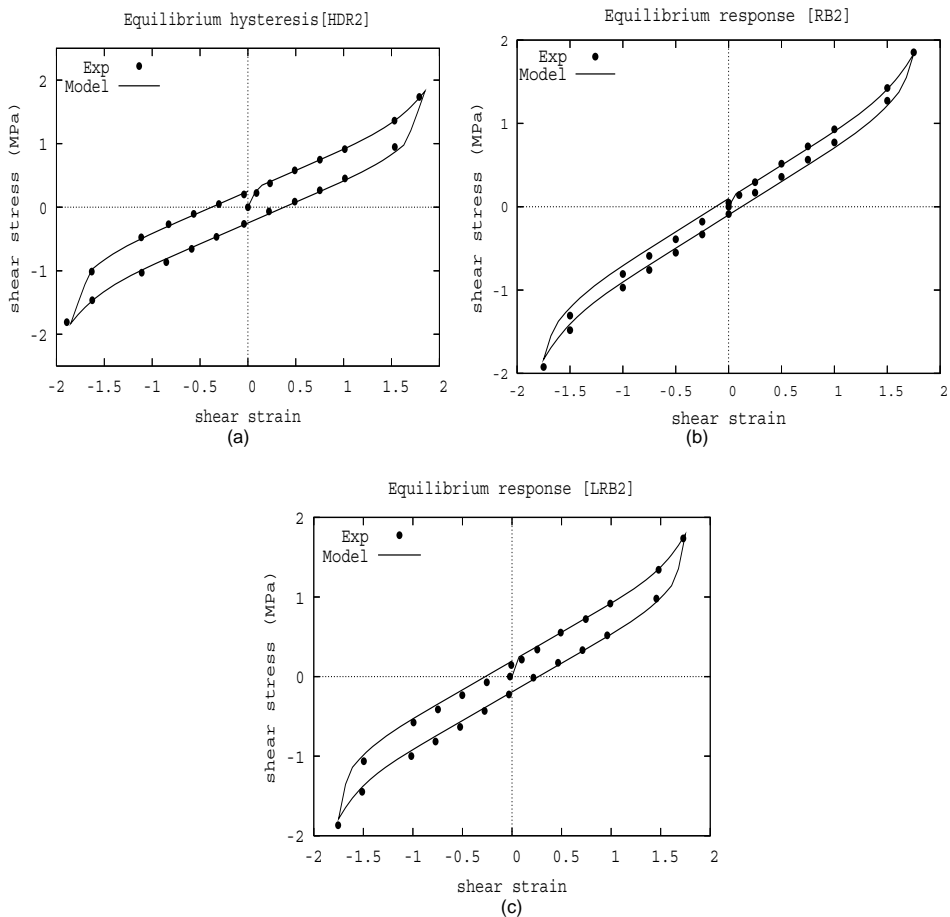 Equilibrium hysteresis[HDR2]
Exp
Model
shear stress (MPa)
2
1
0
-1
-2
-2 -1.5 -1 -0.5 0 0.5 1 1.5 2
shear strain
(a)
Equilibrium response [RB2]
Exp
Model
shear stress (MPa)
2
1
0
-1
-2
-2 -1.5 -1 -0.5 0 0.5 1 1.5 2
shear strain
(b)
Equilibrium response [LRB2]
Exp
Model
shear stress (MPa)
2
1
0
-1
-2
-2 -1.5 -1 -0.5 0 0.5 1 1.5 2
shear strain
(c)